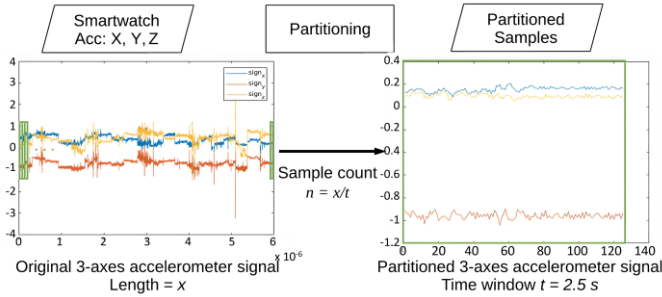 Smartwatch
Acc: X, Y, Z
Partitioning
Partitioned
Samples
4
3
2
1
0
-1
-2
-3
-4
sign_x
sign_y
sign_z
0
1
2
3
4
5
6
x 10^-6
Original 3-axes accelerometer signal
Length = x
Sample count
n = x/t
0.4
0.2
0
-0.2
-0.4
-0.6
-0.8
-1
-1.2
0
20
40
60
80
100
120
140
Partitioned 3-axes accelerometer signal
Time window t = 2.5 s